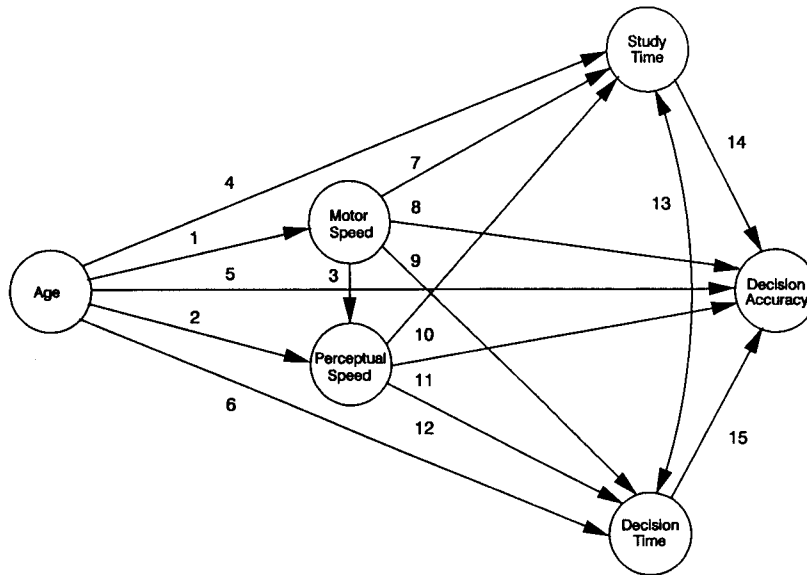 Study
Time
14
4
7
13
Motor
Speed
8
1
9
Age
5
3
Decision
Accuracy
2
10
Perceptual
Speed
11
6
12
15
Decision
Time